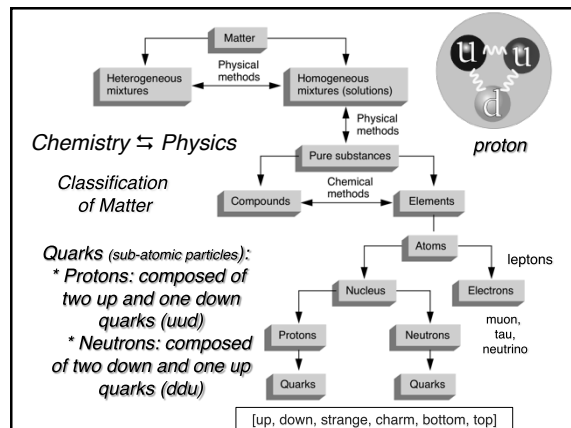 Matter
Heterogeneous
mixtures
Physical
methods
Homogeneous
mixtures (solutions)
u u
d
proton
Physical
methods
Chemistry ⇆ Physics
Pure substances
Classification
of Matter
Compounds
Chemical
methods
Elements
Atoms
leptons
Quarks (sub-atomic particles):
* Protons: composed of
two up and one down
quarks (uud)
* Neutrons: composed
of two down and one up
quarks (ddu)
Nucleus
Electrons
muon,
tau,
neutrino
Protons
Neutrons
Quarks
Quarks
[up, down, strange, charm, bottom, top]